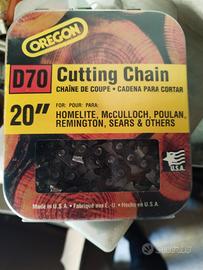 OREGON
D70 Cutting Chain
CHAÎNE DE COUPE • CADENA PARA CORTAR
20"
FOR: POUR: PARA:
HOMELITE, McCULLOCH, POULAN,
REMINGTON, SEARS & OTHERS
U.S.A.
Made in U.S.A. • Fabriqué aux É.-U. • Hecho en E.U.A.
subito